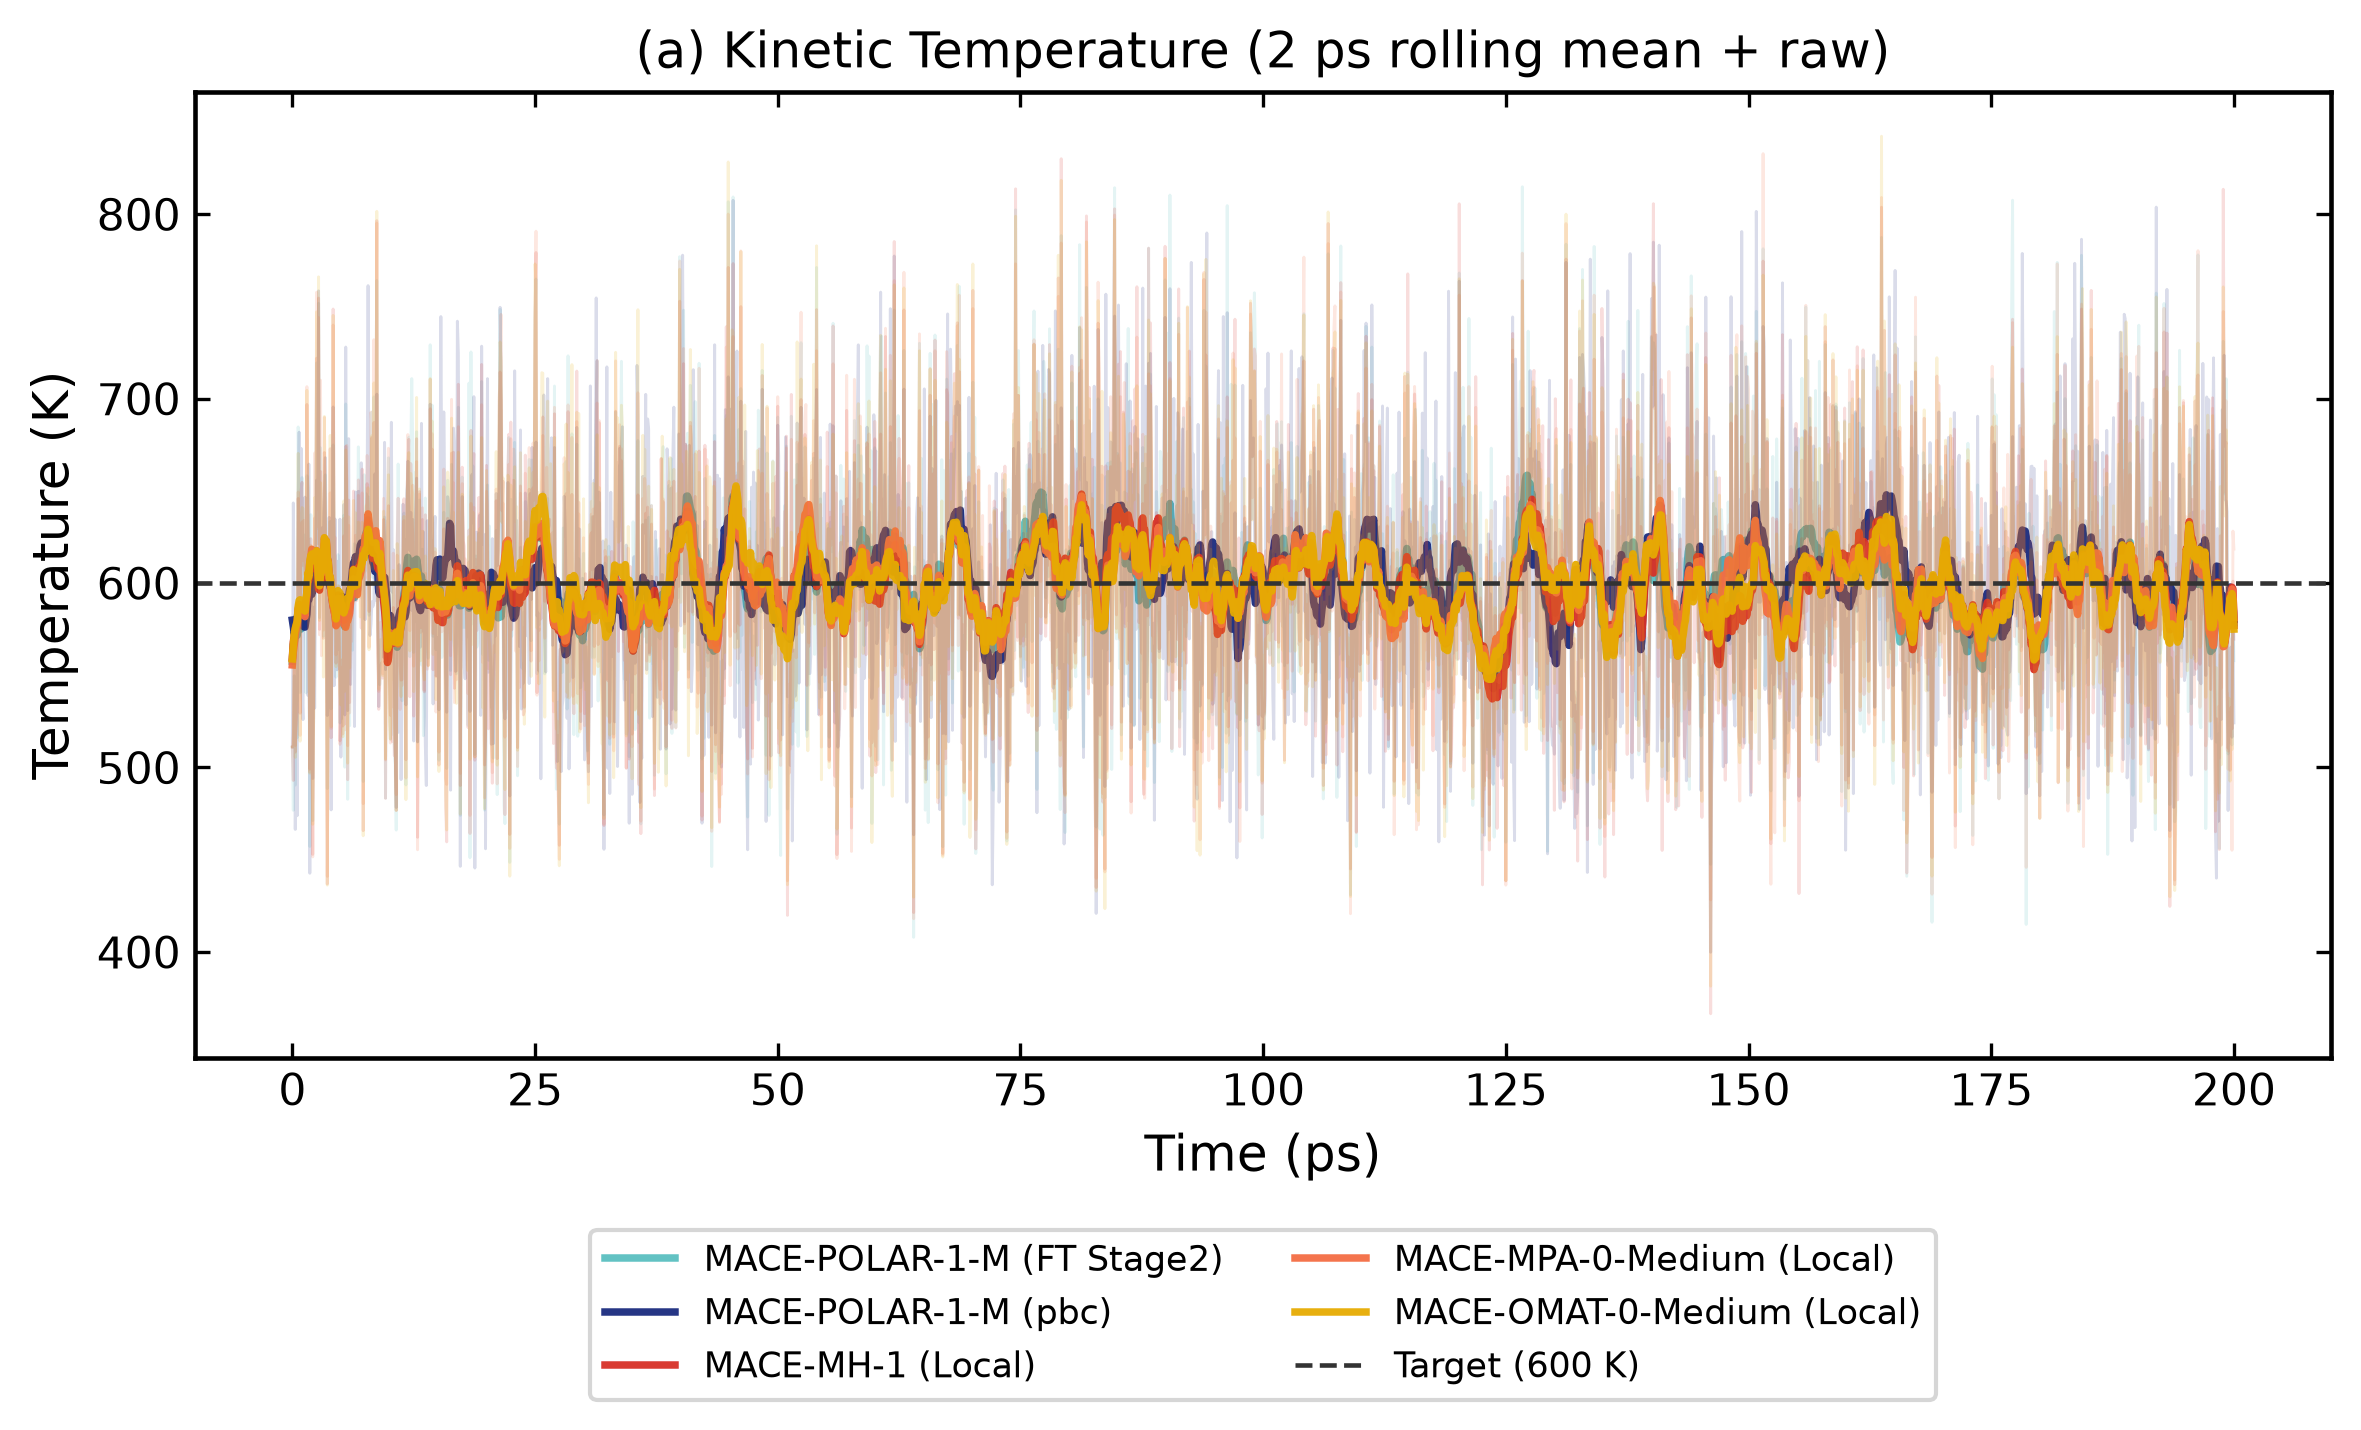 (a) Kinetic Temperature (2 ps rolling mean + raw)
Temperature (K)
800
700
600
500
400
0 25 50 75 100 125 150 175 200
Time (ps)
MACE-POLAR-1-M (FT Stage2)
MACE-POLAR-1-M (pbc)
MACE-MH-1 (Local)
MACE-MPA-0-Medium (Local)
MACE-OMAT-0-Medium (Local)
Target (600 K)